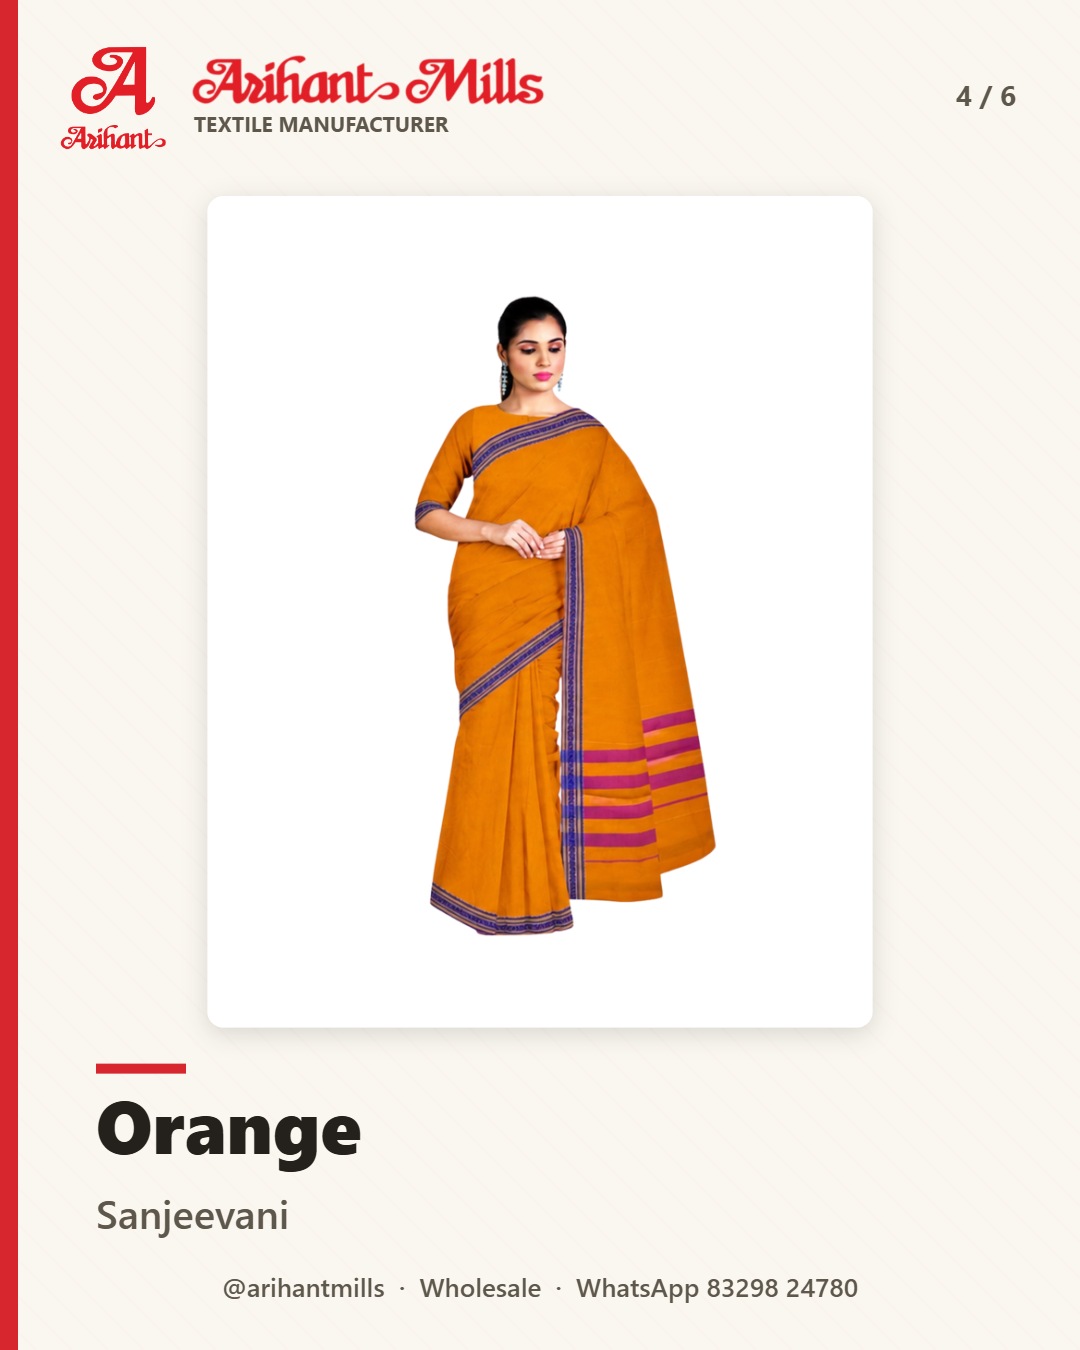 A
Arihant
Arihant Mills
TEXTILE MANUFACTURER
4 / 6
Orange
Sanjeevani
@arihantmills · Wholesale · WhatsApp 83298 24780